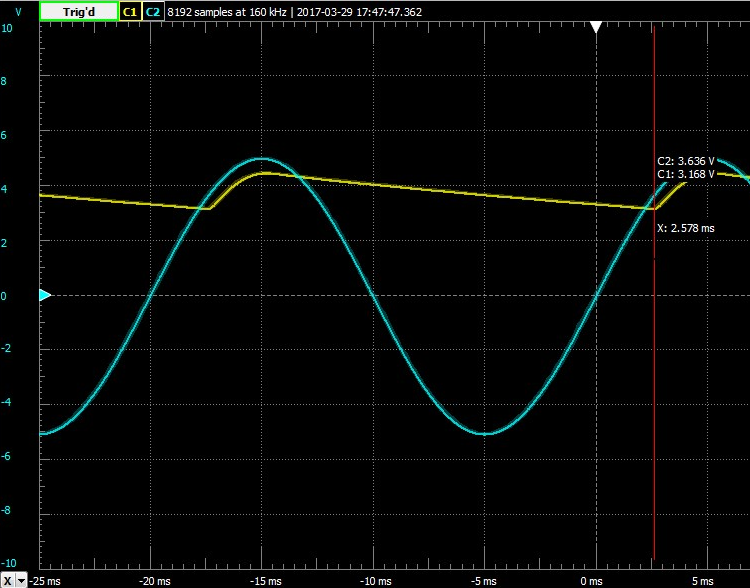 V Trig'd C1 C2 8192 samples at 160 kHz | 2017-03-29 17:47:47.362
10
8
6
C2: 3.636 V
C1: 3.168 V
4
X: 2.578 ms
2
0
-2
-4
-6
-8
-10
X -25 ms -20 ms -15 ms -10 ms -5 ms 0 ms 5 ms